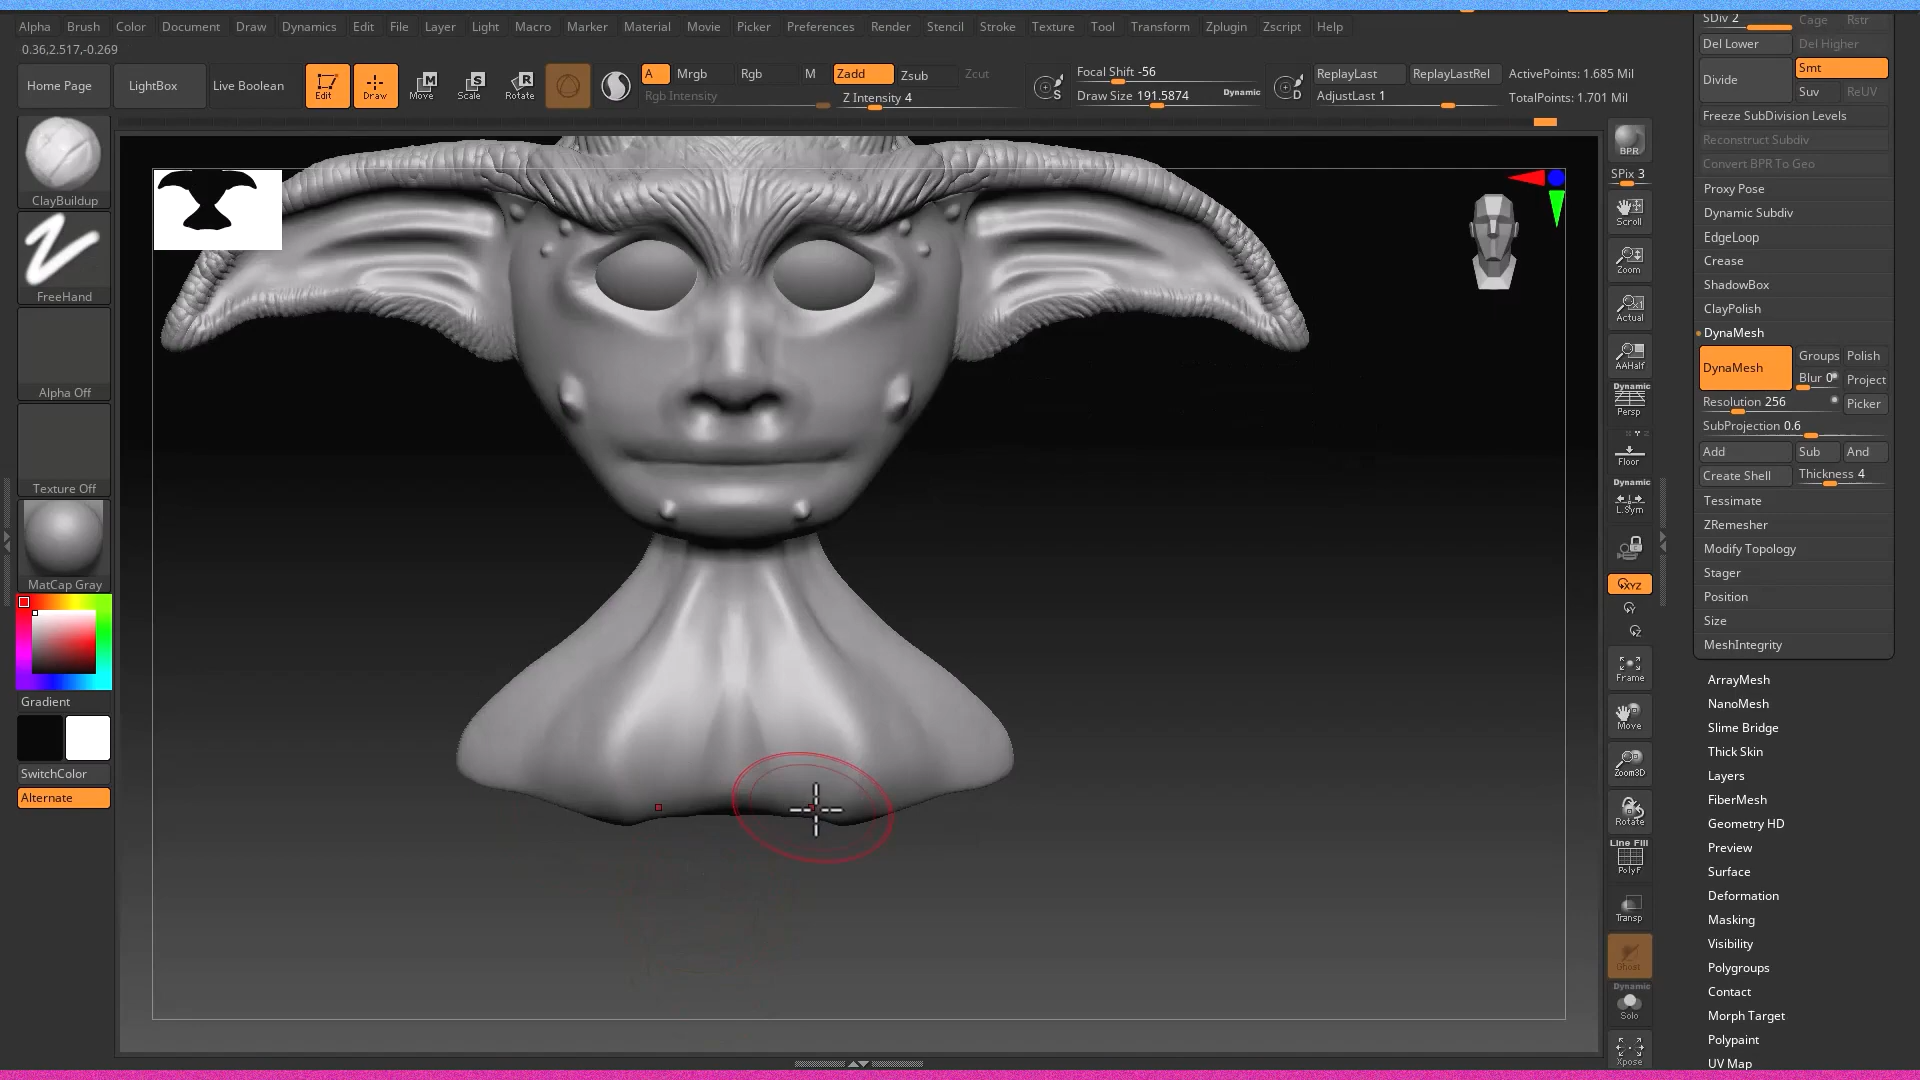 Alpha Brush Color Document Draw Dynamics Edit File Layer Light Macro Marker Material Movie Picker Preferences Render Stencil Stroke Texture Tool Transform Zplugin Zscript Help
0.36,2.517,-0.269
Home Page LightBox Live Boolean Edit Draw Move Scale Rotate
A Mrgb Rgb M Zadd Zsub Zcut
Rgb Intensity Z Intensity 4
S Focal Shift -56
Draw Size 191.5874 Dynamic
D ReplayLast ReplayLastRel ActivePoints: 1.685 Mil
AdjustLast 1 TotalPoints: 1.701 Mil
ClayBuildup
FreeHand
Alpha Off
Texture Off
MatCap Gray
Gradient
SwitchColor
Alternate
BPR
SPix 3
Scroll
Zoom
Actual
AAHalf
Dynamic
Persp
Floor
Dynamic
L.Sym
XYZ
Y
Z
Frame
Move
Zoom3D
Rotate
Line Fill
PolyF
Transp
Ghost
Dynamic
Solo
Xpose
SDiv 2 Cage Rstr
Del Lower Del Higher
Divide Smt
Suv ReUV
Freeze SubDivision Levels
Reconstruct Subdiv
Convert BPR To Geo
Proxy Pose
Dynamic Subdiv
EdgeLoop
Crease
ShadowBox
ClayPolish
DynaMesh
DynaMesh Groups Polish
Blur 0 Project
Resolution 256 Picker
SubProjection 0.6
Add Sub And
Create Shell Thickness 4
Tessimate
ZRemesher
Modify Topology
Stager
Position
Size
MeshIntegrity
ArrayMesh
NanoMesh
Slime Bridge
Thick Skin
Layers
FiberMesh
Geometry HD
Preview
Surface
Deformation
Masking
Visibility
Polygroups
Contact
Morph Target
Polypaint
UV Map